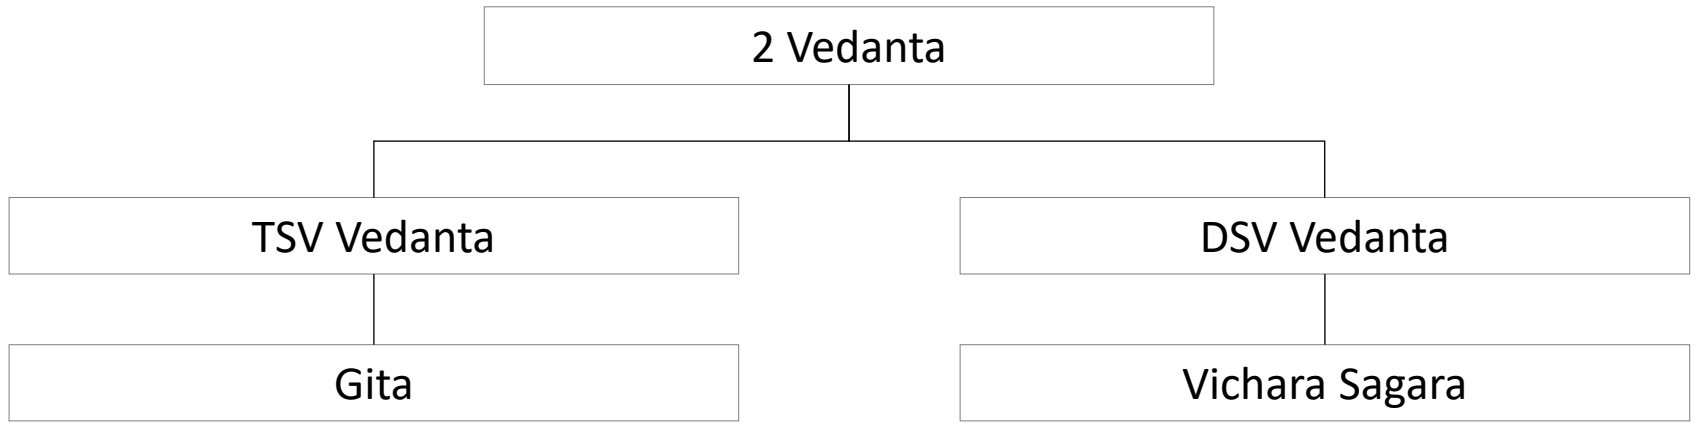 2 Vedanta
TSV Vedanta
DSV Vedanta
Gita
Vichara Sagara